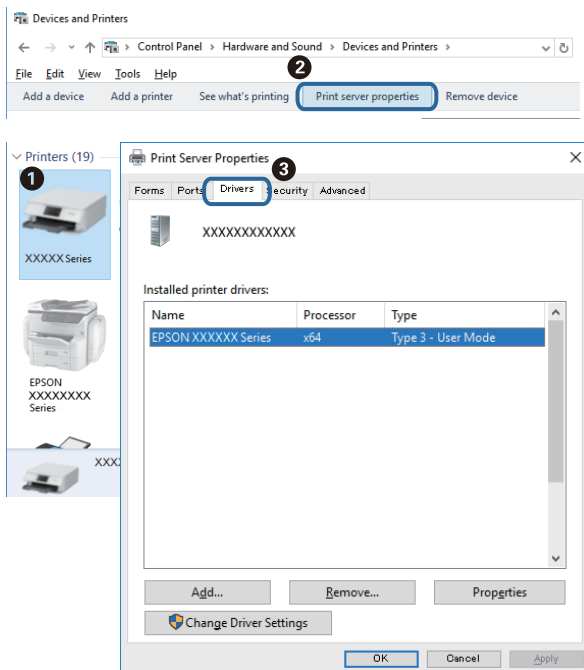 Devices and Printers
Control Panel > Hardware and Sound > Devices and Printers >
2
File Edit View Tools Help
Add a device Add a printer See what's printing Print server properties Remove device
Printers (19)
1
XXXXX Series
EPSON
XXXXXXXX
Series
XXX
Print Server Properties
3
Forms Ports Drivers Security Advanced
XXXXXXXXXXXX
Installed printer drivers:
Name Processor Type
EPSON XXXXXX Series x64 Type 3 - User Mode
Add... Remove... Properties
Change Driver Settings
OK Cancel Apply